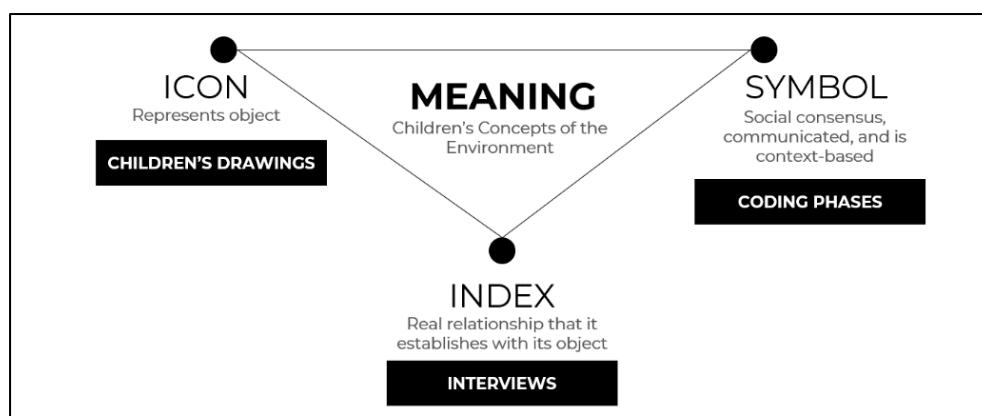 ICON
Represents object
CHILDREN'S DRAWINGS
MEANING
Children's Concepts of the
Environment
SYMBOL
Social consensus,
communicated, and is
context-based
CODING PHASES
INDEX
Real relationship that it
establishes with its object
INTERVIEWS